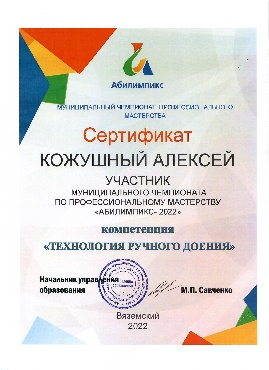 Абилимпикс
МУНИЦИПАЛЬНЫЙ ЧЕМПИОНАТ ПРОФЕССИОНАЛЬНОГО
МАСТЕРСТВА
Сертификат
КОЖУШНЫЙ АЛЕКСЕЙ
УЧАСТНИК
МУНИЦИПАЛЬНОГО ЧЕМПИОНАТА
ПО ПРОФЕССИОНАЛЬНОМУ МАСТЕРСТВУ
«АБИЛИМПИКС- 2022»
компетенция
«ТЕХНОЛОГИЯ РУЧНОГО ДОЕНИЯ»
Начальник управления
образования
М.П. Савченко
Вяземский
2022